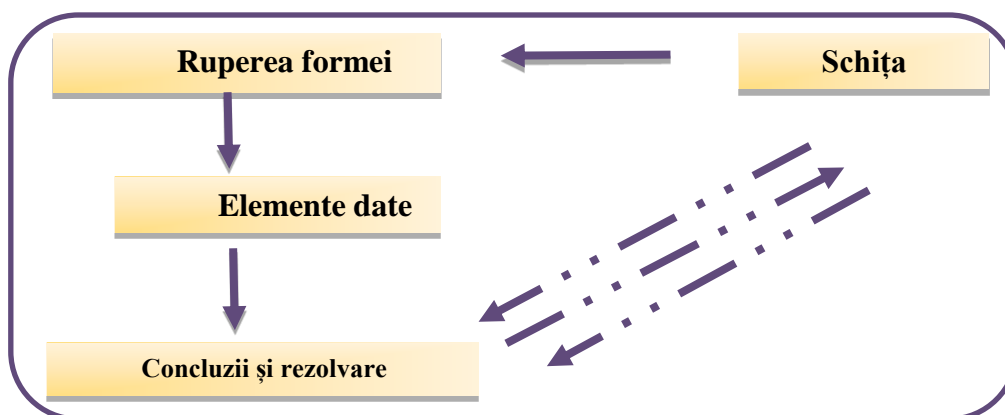 Ruperea formei
Schița
Elemente date
Concluzii și rezolvare